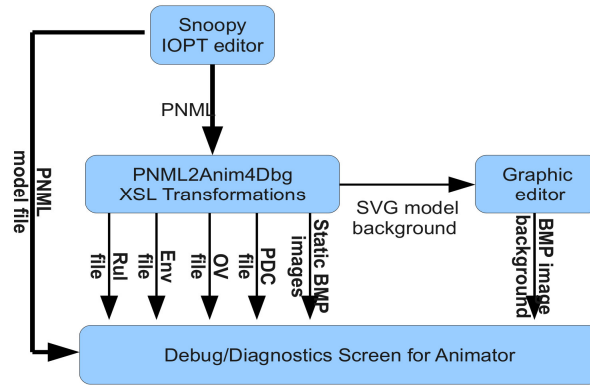 Snoopy
IOPT editor
PNML
PNML
model file
PNML2Anim4Dbg
XSL Transformations
SVG model
background
Graphic
editor
Rul
file
Env
file
OV
file
PDC
file
Static BMP
images
BMP image
background
Debug/Diagnostics Screen for Animator